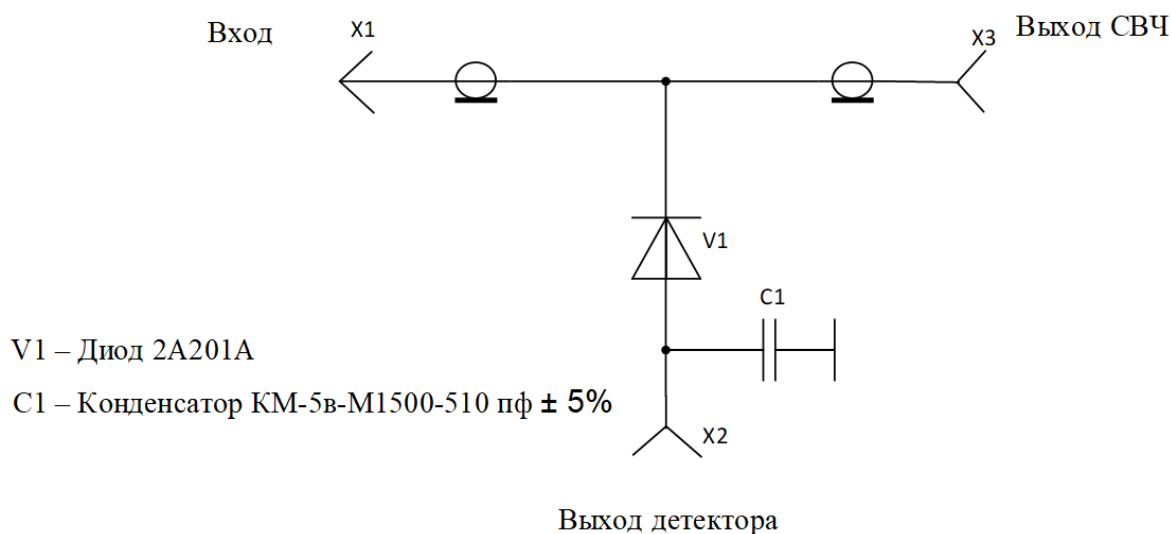 Вход
X1
X3
Выход СВЧ
V1
C1
V1 – Диод 2А201А
С1 – Конденсатор КМ-5в-М1500-510 пф ± 5%
X2
Выход детектора